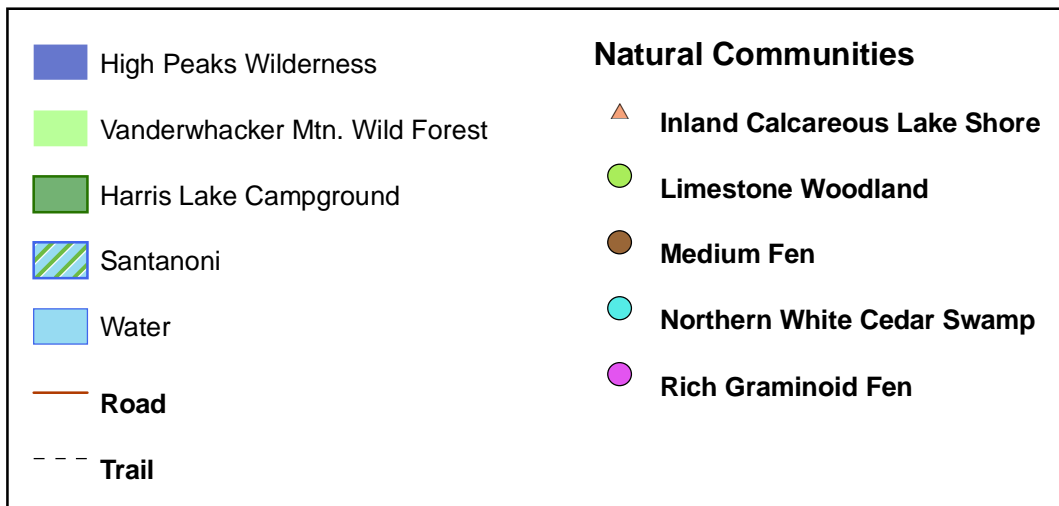 High Peaks Wilderness
Vanderwhacker Mtn. Wild Forest
Harris Lake Campground
Santanoni
Water
Road
Trail
Natural Communities
Inland Calcareous Lake Shore
Limestone Woodland
Medium Fen
Northern White Cedar Swamp
Rich Graminoid Fen